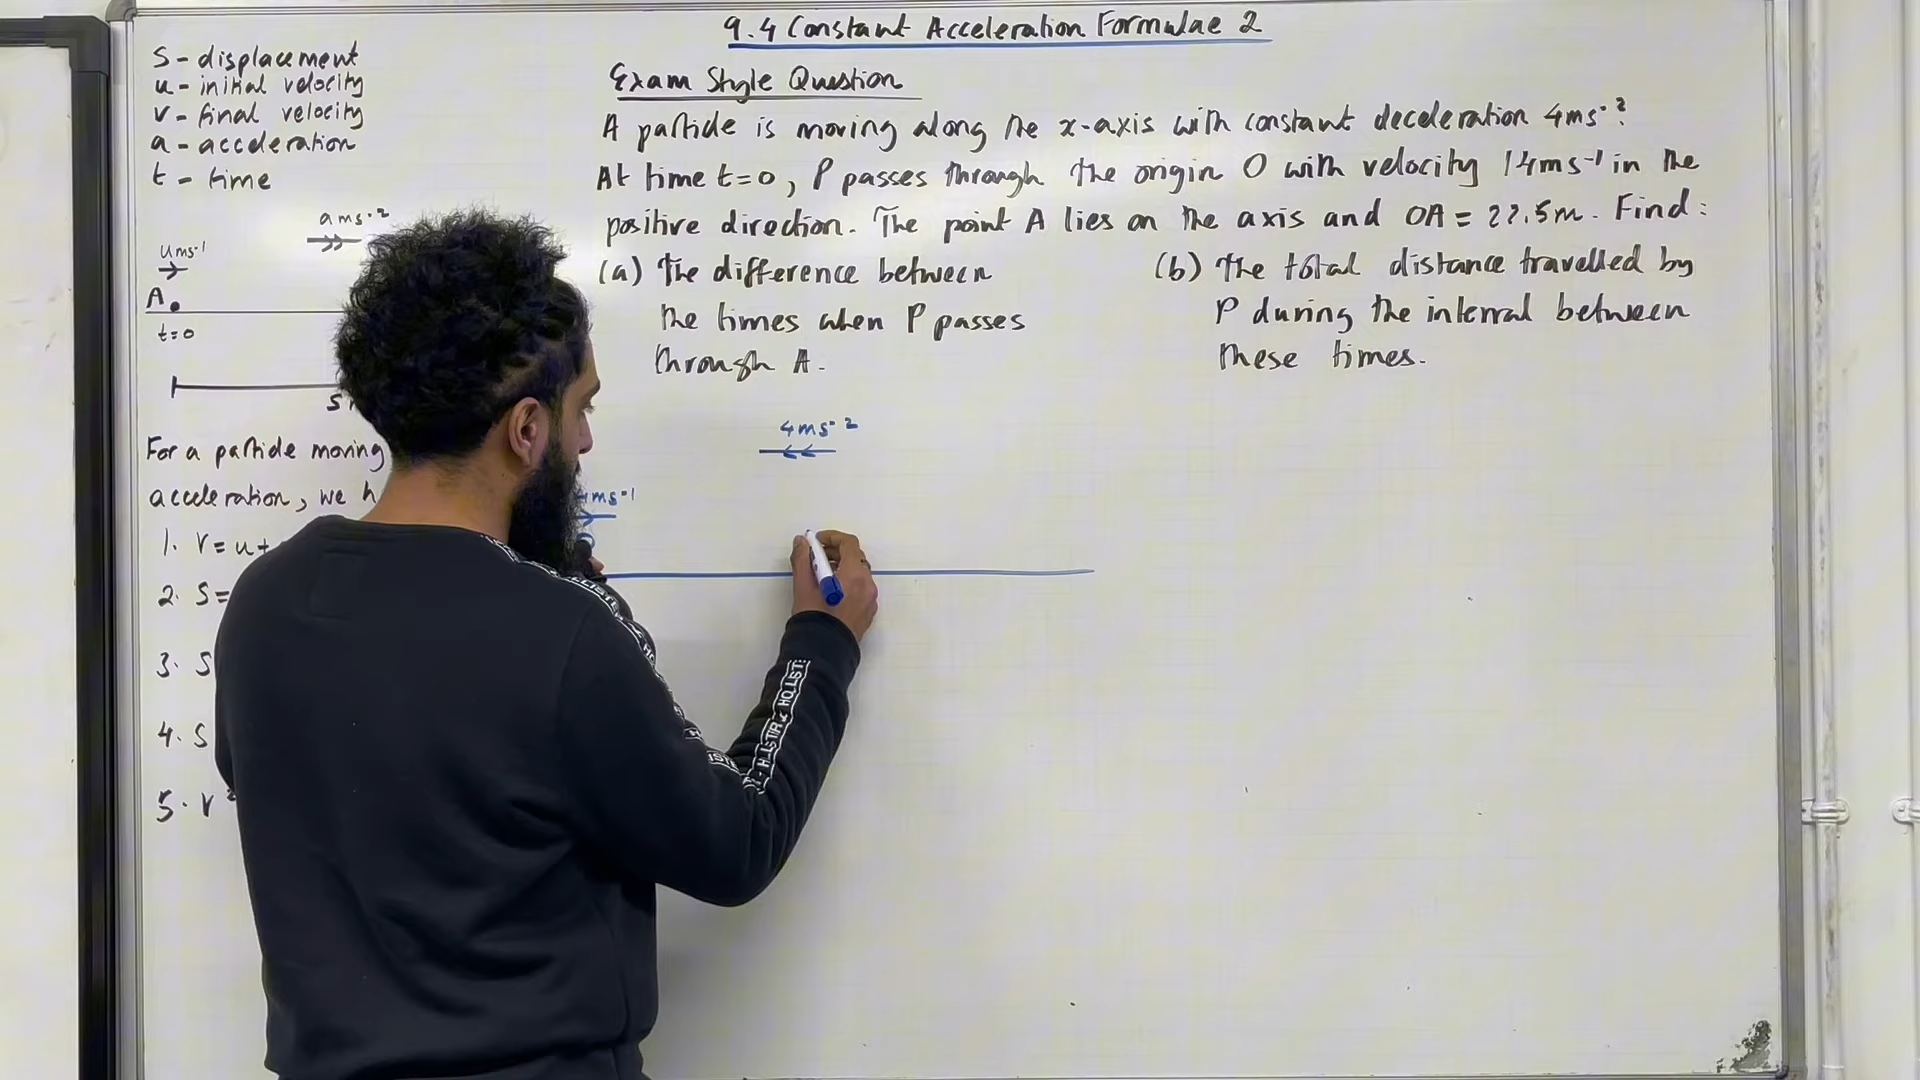 9.4 Constant Acceleration Formulae 2
s - displacement
u - initial velocity
v - final velocity
a - acceleration
t - time
a ms⁻²
u ms⁻¹
A
t=0
s
For a particle moving
acceleration, we h
1. v = u +
2. s =
3. s
4. s
5. v²
Exam Style Question
A particle is moving along the x-axis with constant deceleration 4ms⁻².
At time t=0, P passes through the origin O with velocity 14ms⁻¹ in the
positive direction. The point A lies on the axis and OA = 22.5m. Find:
(a) The difference between
the times when P passes
through A.
(b) The total distance travelled by
P during the interval between
these times.
4ms⁻²
4ms⁻¹
O
HOLLISTER